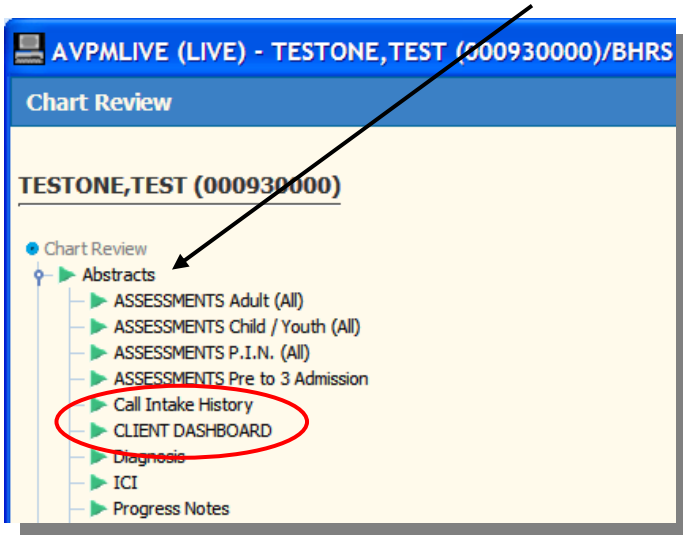 AVPMLIVE (LIVE) - TESTONE,TEST (000930000)/BHRS
Chart Review
TESTONE,TEST (000930000)
Chart Review
Abstracts
ASSESSMENTS Adult (All)
ASSESSMENTS Child / Youth (All)
ASSESSMENTS P.I.N. (All)
ASSESSMENTS Pre to 3 Admission
Call Intake History
CLIENT DASHBOARD
Diagnosis
ICI
Progress Notes